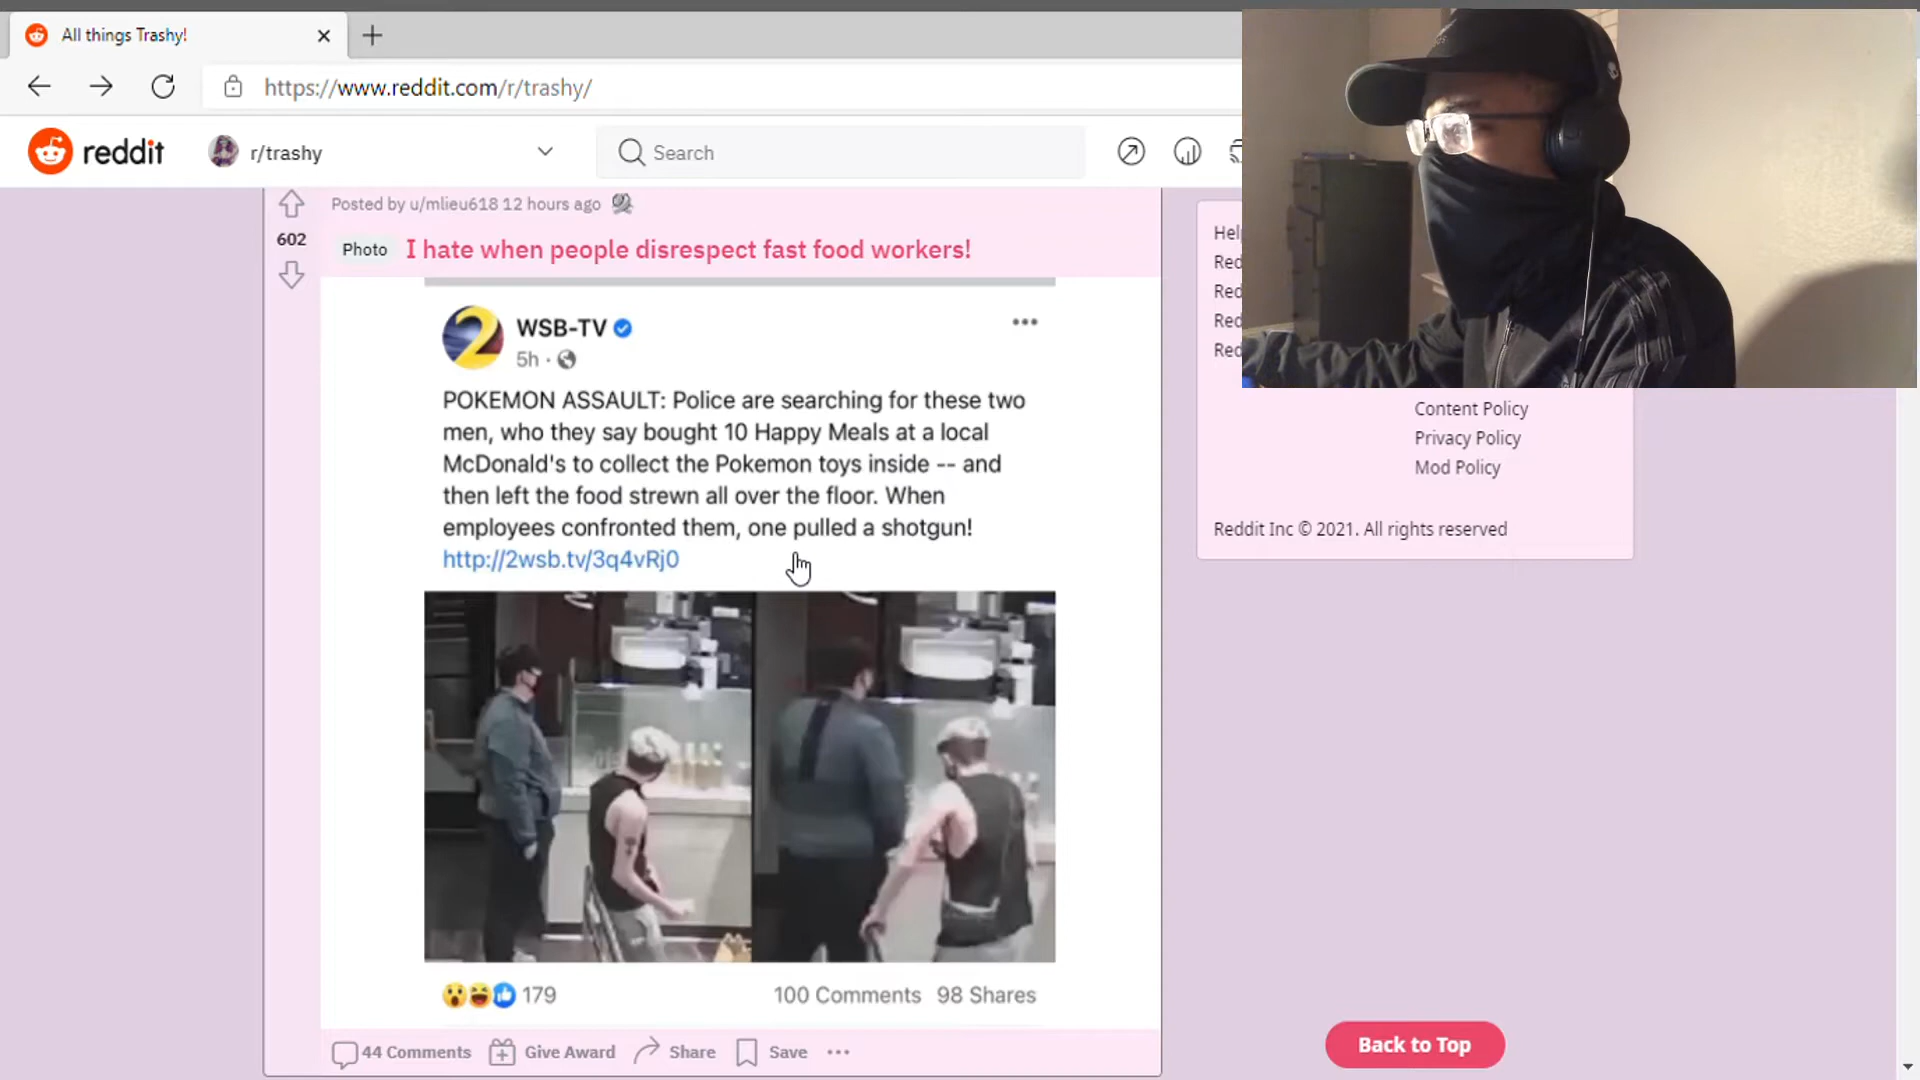 All things Trashy!
https://www.reddit.com/r/trashy/
reddit
r/trashy
Search
Posted by u/mlieu618 12 hours ago
602
Photo
I hate when people disrespect fast food workers!
2
WSB-TV
5h
POKEMON ASSAULT: Police are searching for these two
men, who they say bought 10 Happy Meals at a local
McDonald's to collect the Pokemon toys inside -- and
then left the food strewn all over the floor. When
employees confronted them, one pulled a shotgun!
http://2wsb.tv/3q4vRj0
179
100 Comments 98 Shares
44 Comments
Give Award
Share
Save
Content Policy
Privacy Policy
Mod Policy
Reddit Inc © 2021. All rights reserved
Back to Top